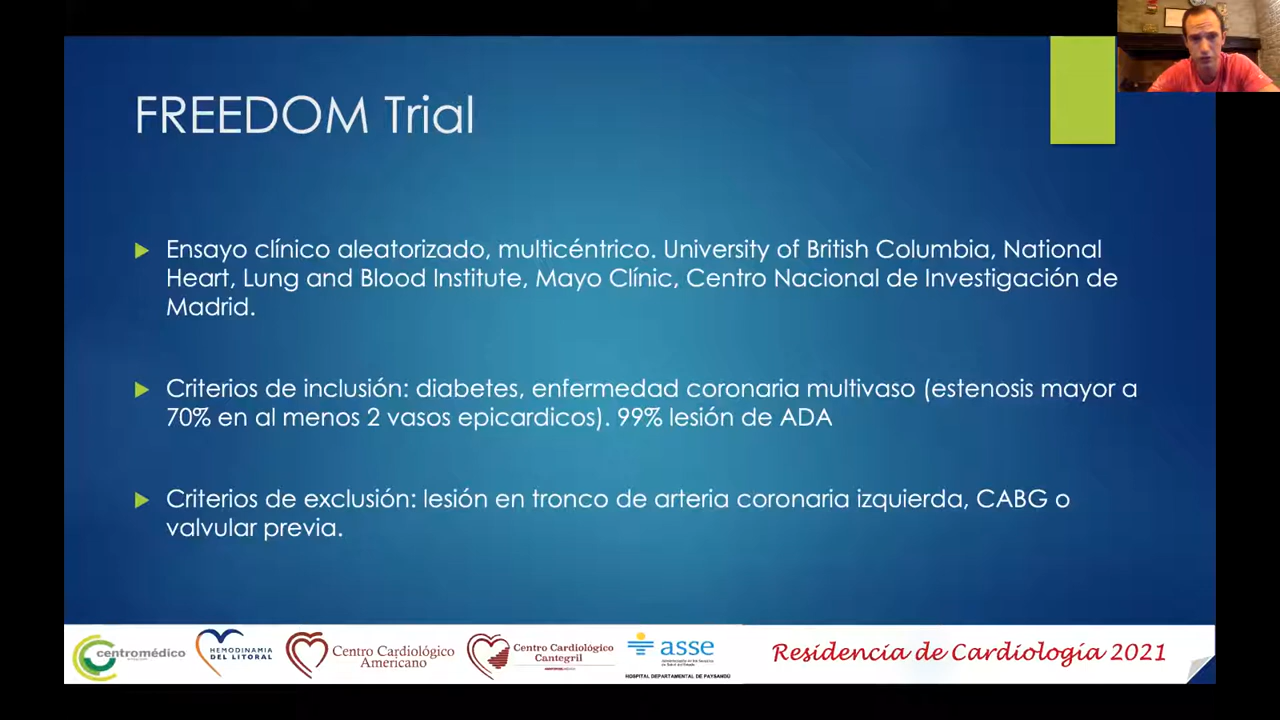 FREEDOM Trial
Ensayo clínico aleatorizado, multicéntrico. University of British Columbia, National
Heart, Lung and Blood Institute, Mayo Clínic, Centro Nacional de Investigación de
Madrid.
Criterios de inclusión: diabetes, enfermedad coronaria multivaso (estenosis mayor a
70% en al menos 2 vasos epicardicos). 99% lesión de ADA
Criterios de exclusión: lesión en tronco de arteria coronaria izquierda, CABG o
valvular previa.
centromédico
HEMODINAMIA
DEL LITORAL
Centro Cardiológico
Americano
Centro Cardiológico
Cantegril
asse
HOSPITAL DEPARTAMENTAL DE PAYSANDÚ
Residencia de Cardiología 2021